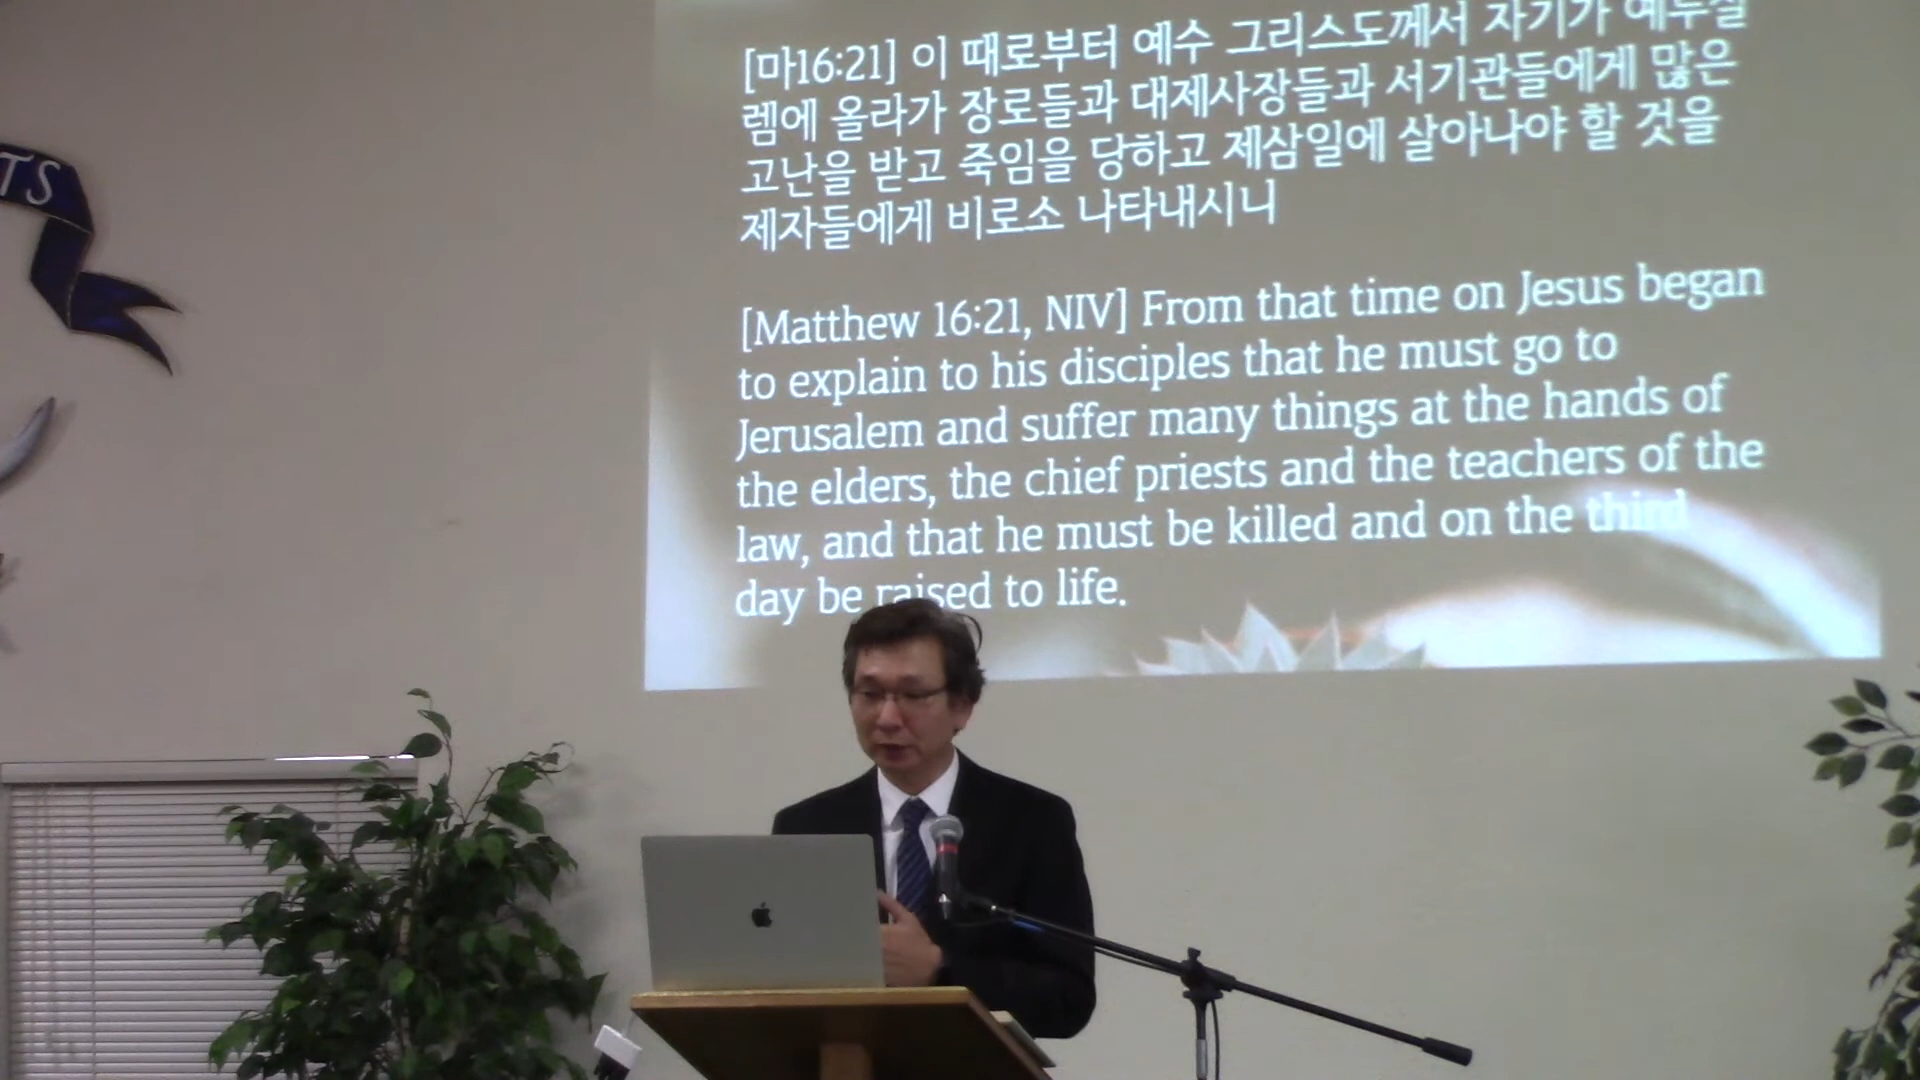 TS
[마16:21] 이 때로부터 예수 그리스도께서 자기가 예루살
렘에 올라가 장로들과 대제사장들과 서기관들에게 많은
고난을 받고 죽임을 당하고 제삼일에 살아나야 할 것을
제자들에게 비로소 나타내시니
[Matthew 16:21, NIV] From that time on Jesus began
to explain to his disciples that he must go to
Jerusalem and suffer many things at the hands of
the elders, the chief priests and the teachers of the
law, and that he must be killed and on the third
day be raised to life.